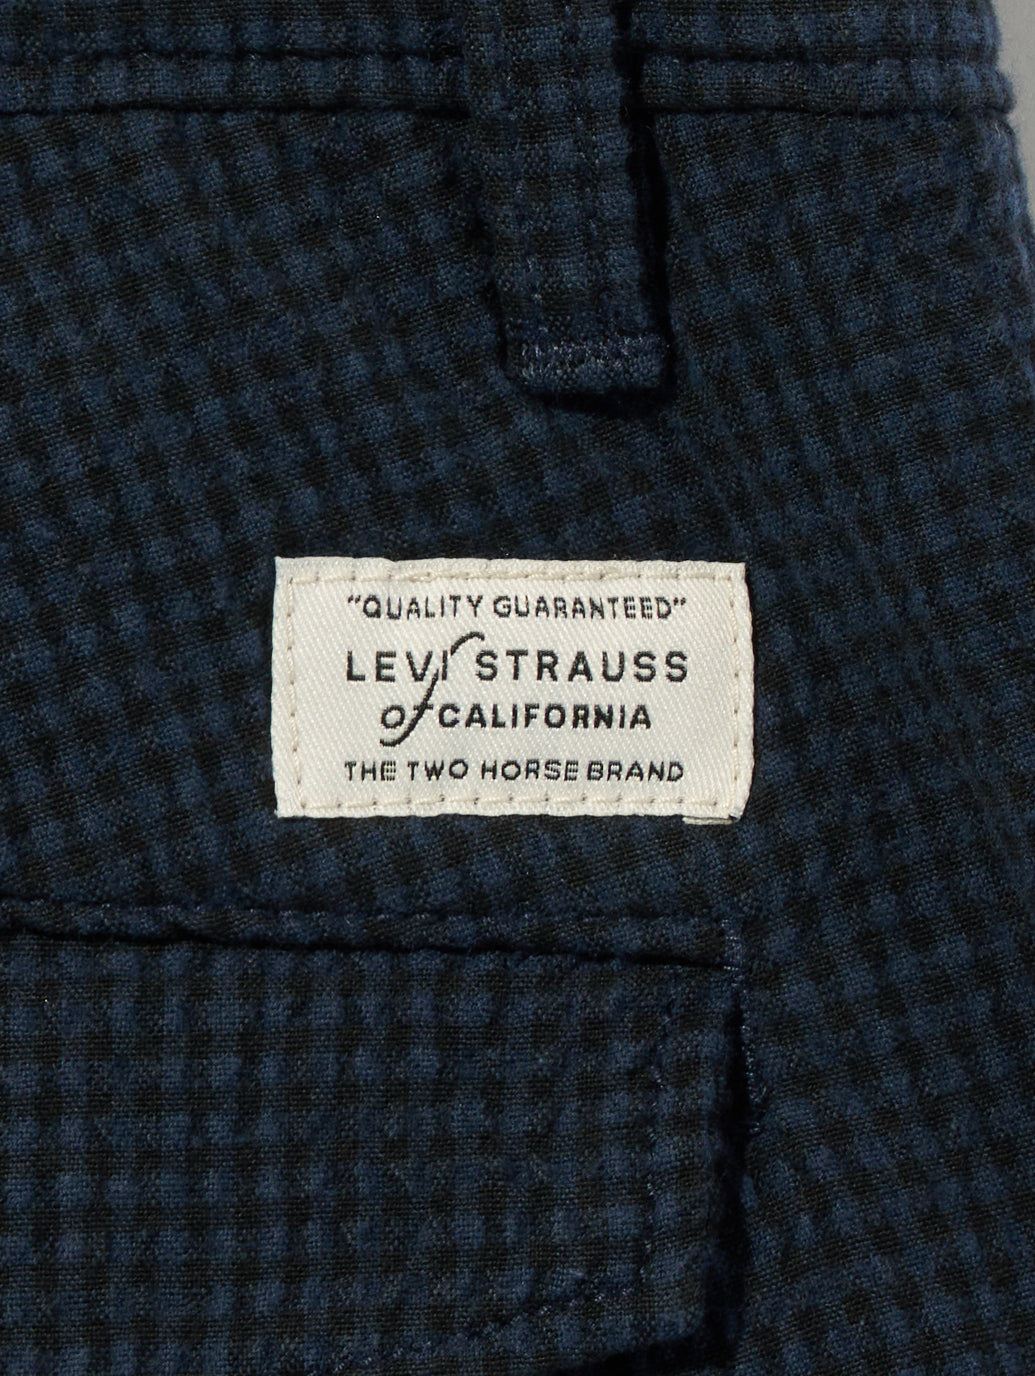 "QUALITY GUARANTEED"
LEVI STRAUSS
of CALIFORNIA
THE TWO HORSE BRAND